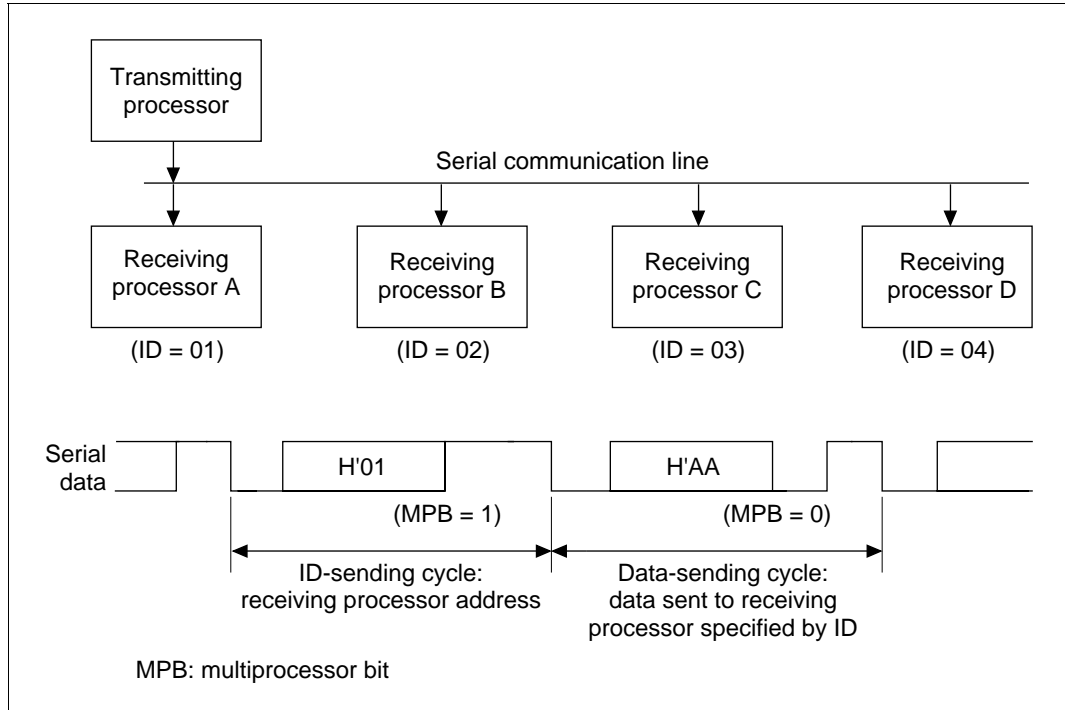 Transmitting
processor
Serial communication line
Receiving
processor A
Receiving
processor B
Receiving
processor C
Receiving
processor D
(ID = 01)
(ID = 02)
(ID = 03)
(ID = 04)
Serial
data
H'01
H'AA
(MPB = 1)
(MPB = 0)
ID-sending cycle:
receiving processor address
Data-sending cycle:
data sent to receiving
processor specified by ID
MPB: multiprocessor bit